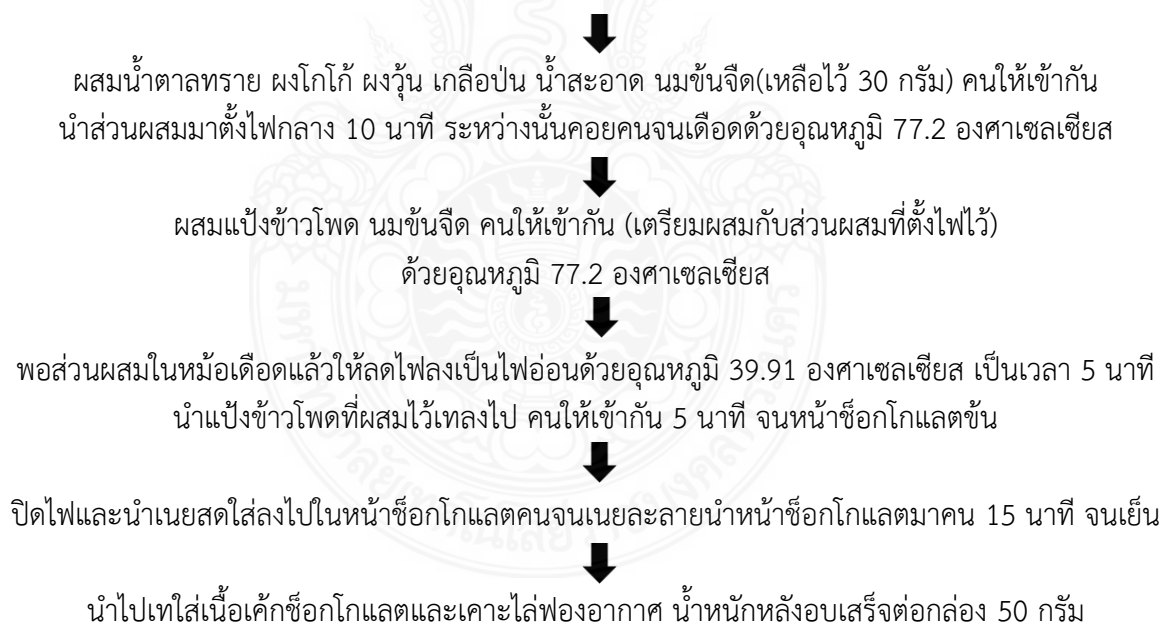 ผสมน้ำตาลทราย ผงโกโก้ ผงวุ้น เกลือป่น น้ำสะอาด นมข้นจืด(เหลือไว้ 30 กรัม) คนให้เข้ากัน
นำส่วนผสมมาตั้งไฟกลาง 10 นาที ระหว่างนั้นคอยคนจนเดือดด้วยอุณหภูมิ 77.2 องศาเซลเซียส
ผสมแป้งข้าวโพด นมข้นจืด คนให้เข้ากัน (เตรียมผสมกับส่วนผสมที่ตั้งไฟไว้)
ด้วยอุณหภูมิ 77.2 องศาเซลเซียส
พอส่วนผสมในหม้อเดือดแล้วให้ลดไฟลงเป็นไฟอ่อนด้วยอุณหภูมิ 39.91 องศาเซลเซียส เป็นเวลา 5 นาที
นำแป้งข้าวโพดที่ผสมไว้เทลงไป คนให้เข้ากัน 5 นาที จนหน้าช็อกโกแลตข้น
ปิดไฟและนำเนยสดใส่ลงไปในหน้าช็อกโกแลตคนจนเนยละลายนำหน้าช็อกโกแลตมาคน 15 นาที จนเย็น
นำไปเทใส่เนื้อเค้กช็อกโกแลตและเคาะไล่ฟองอากาศ น้ำหนักหลังอบเสร็จต่อกล่อง 50 กรัม